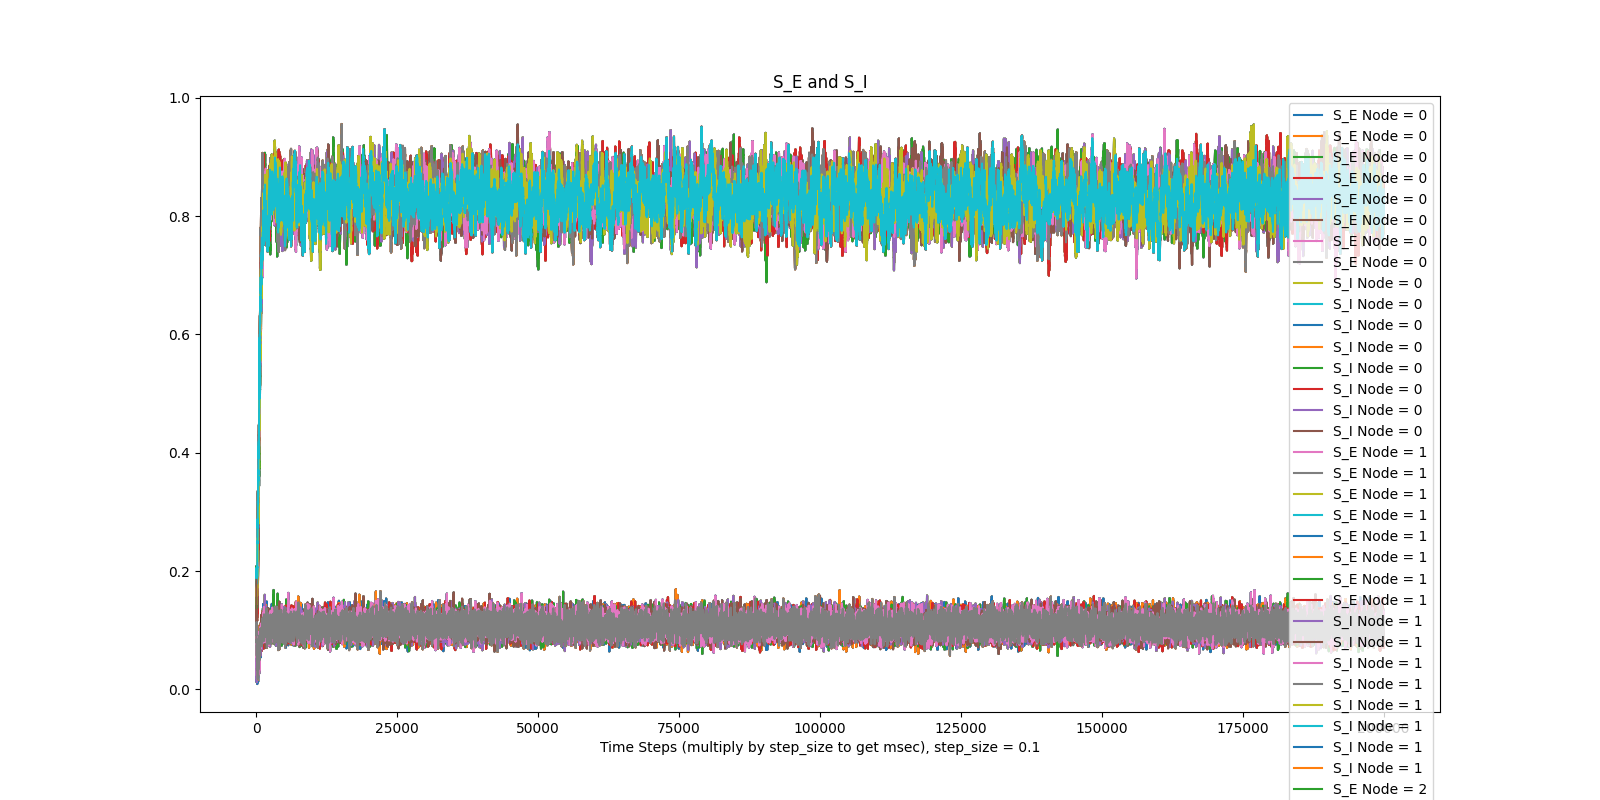 S_E and S_I
1.0
0.8
0.6
0.4
0.2
0.0
0
25000
50000
75000
100000
125000
150000
175000
Time Steps (multiply by step_size to get msec), step_size = 0.1
S_E Node = 0
S_E Node = 0
S_E Node = 0
S_E Node = 0
S_E Node = 0
S_E Node = 0
S_E Node = 0
S_E Node = 0
S_I Node = 0
S_I Node = 0
S_I Node = 0
S_I Node = 0
S_I Node = 0
S_I Node = 0
S_I Node = 0
S_I Node = 0
S_E Node = 1
S_E Node = 1
S_E Node = 1
S_E Node = 1
S_E Node = 1
S_E Node = 1
S_E Node = 1
S_E Node = 1
S_I Node = 1
S_I Node = 1
S_I Node = 1
S_I Node = 1
S_I Node = 1
S_I Node = 1
S_I Node = 1
S_I Node = 1
S_E Node = 2